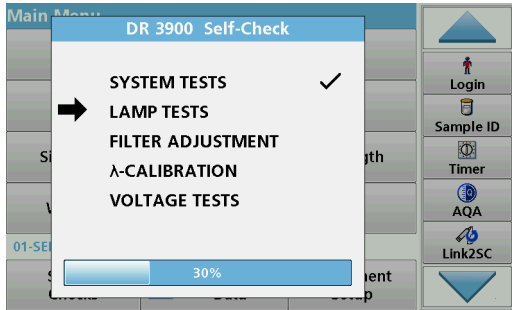 Main Menu
DR 3900 Self-Check
SYSTEM TESTS
LAMP TESTS
FILTER ADJUSTMENT
λ-CALIBRATION
VOLTAGE TESTS
30%
01-SE
Login
Sample ID
Timer
AQA
Link2SC